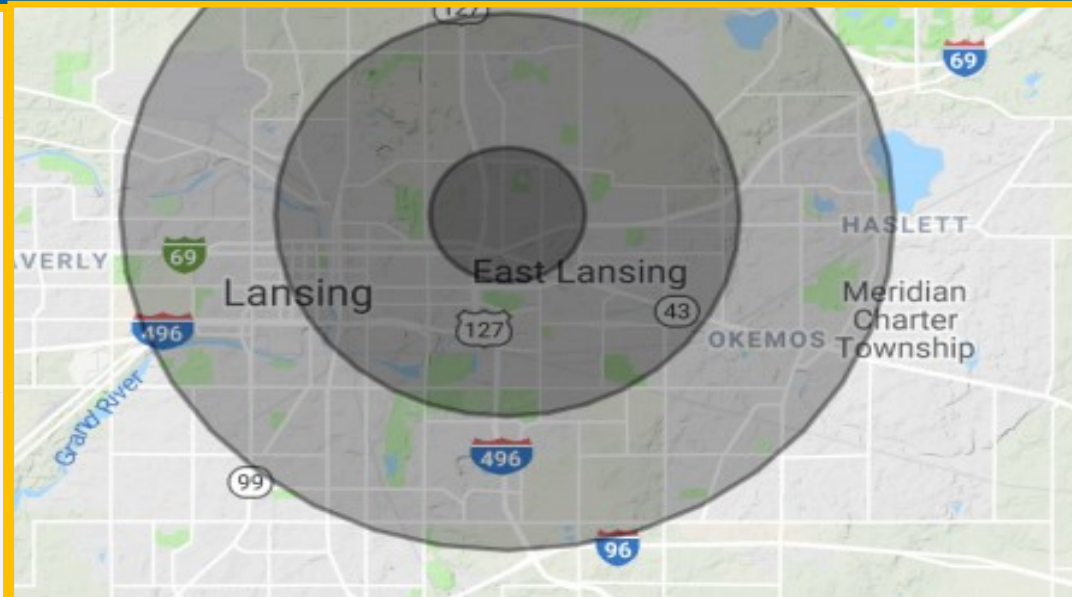 127
69
HASLETT
69
AVERLY
East Lansing
Lansing
Meridian
Charter
Township
43
127
496
OKEMOS
Grand River
496
99
96